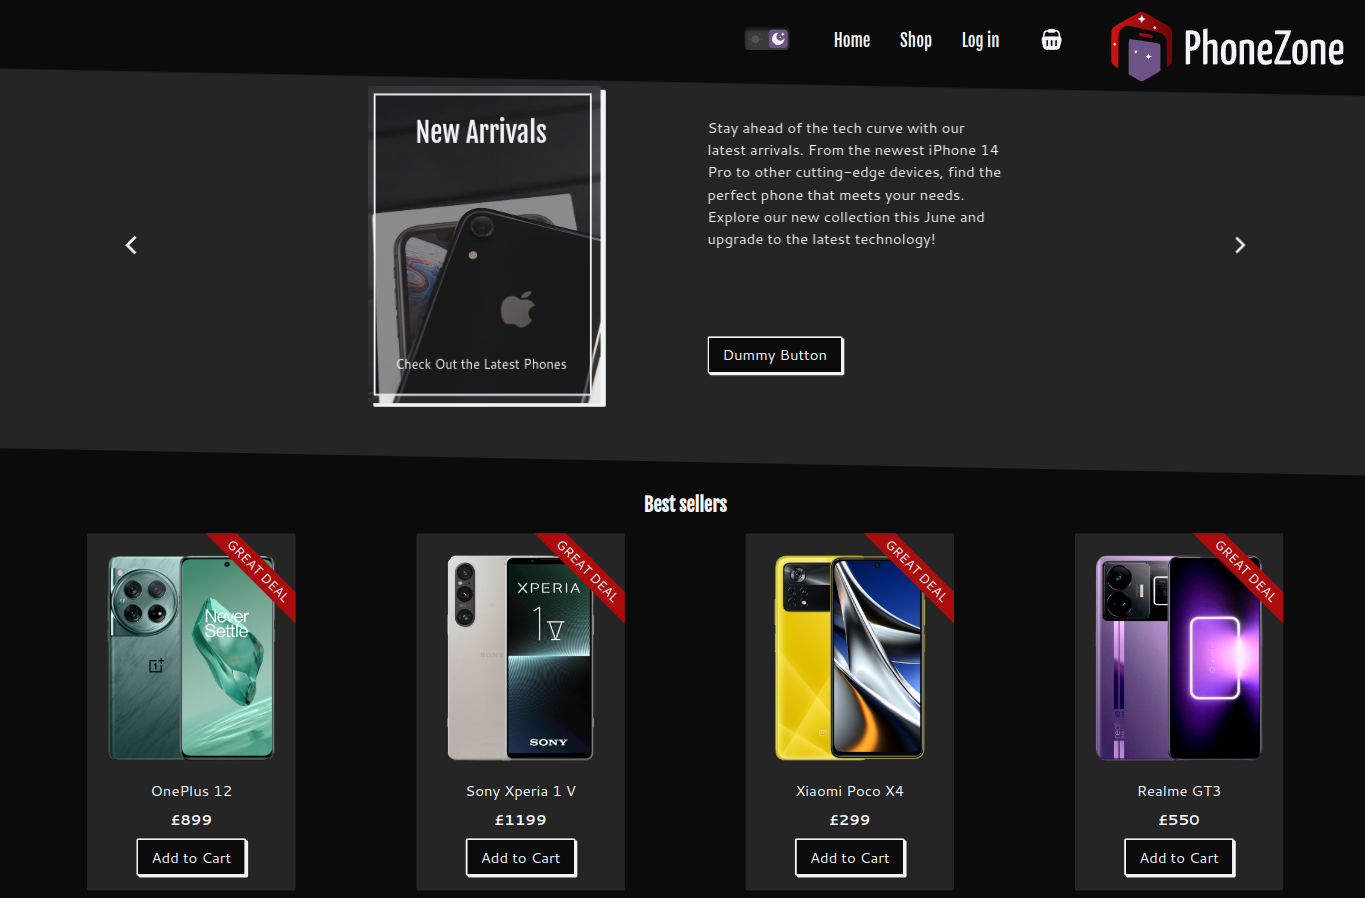 Home
Shop
Log in
PhoneZone
New Arrivals
Check Out the Latest Phones
Stay ahead of the tech curve with our
latest arrivals. From the newest iPhone 14
Pro to other cutting-edge devices, find the
perfect phone that meets your needs.
Explore our new collection this June and
upgrade to the latest technology!
Dummy Button
Best sellers
GREAT DEAL
Never
Settle
OnePlus 12
£899
Add to Cart
GREAT DEAL
XPERIA
1 V
SONY
SONY
Sony Xperia 1 V
£1199
Add to Cart
GREAT DEAL
Xiaomi Poco X4
£299
Add to Cart
GREAT DEAL
realme
Realme GT3
£550
Add to Cart